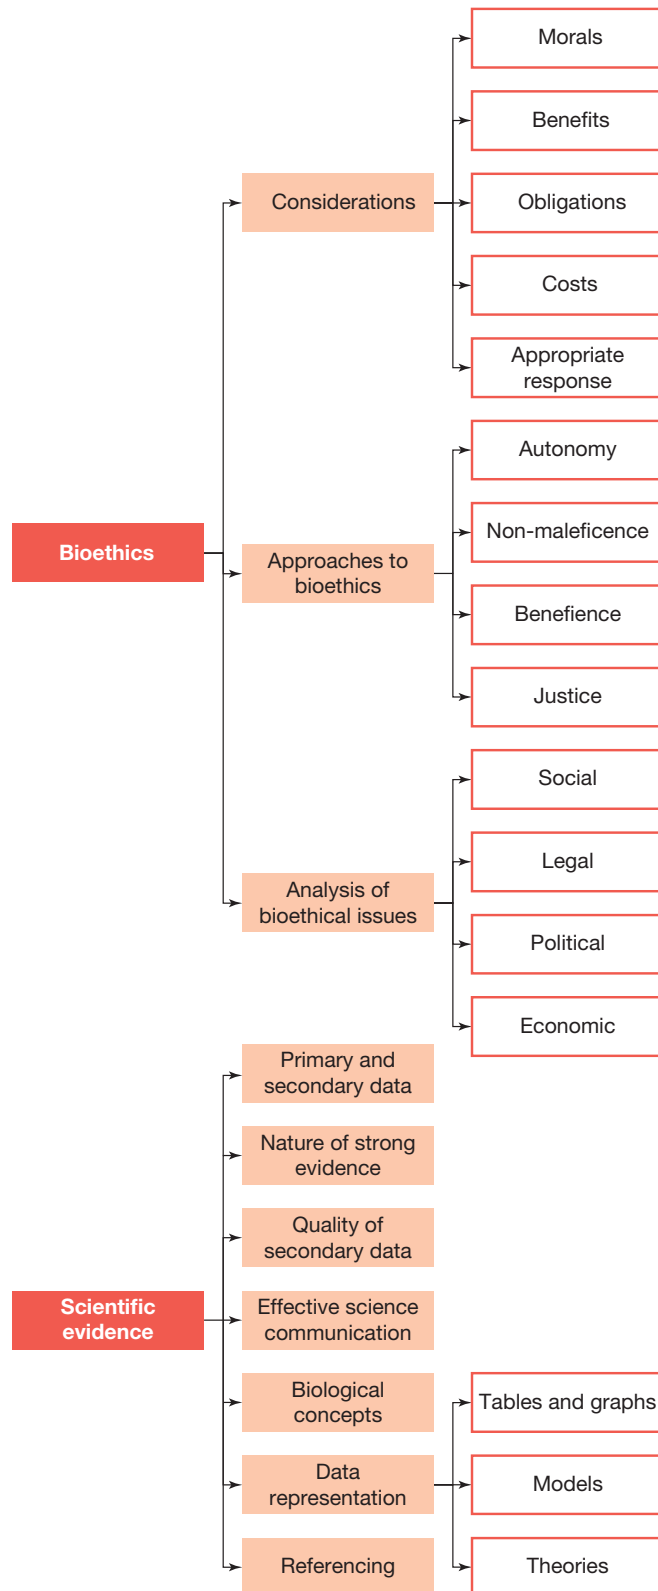 Morals
Benefits
Considerations
Obligations
Costs
Appropriate
response
Autonomy
Non-maleficence
Bioethics
Approaches to
bioethics
Benefience
Justice
Social
Legal
Analysis of
bioethical issues
Political
Economic
Primary and
secondary data
Nature of strong
evidence
Quality of
secondary data
Scientific
evidence
Effective science
communication
Biological
concepts
Tables and graphs
Data
representation
Models
Referencing
Theories